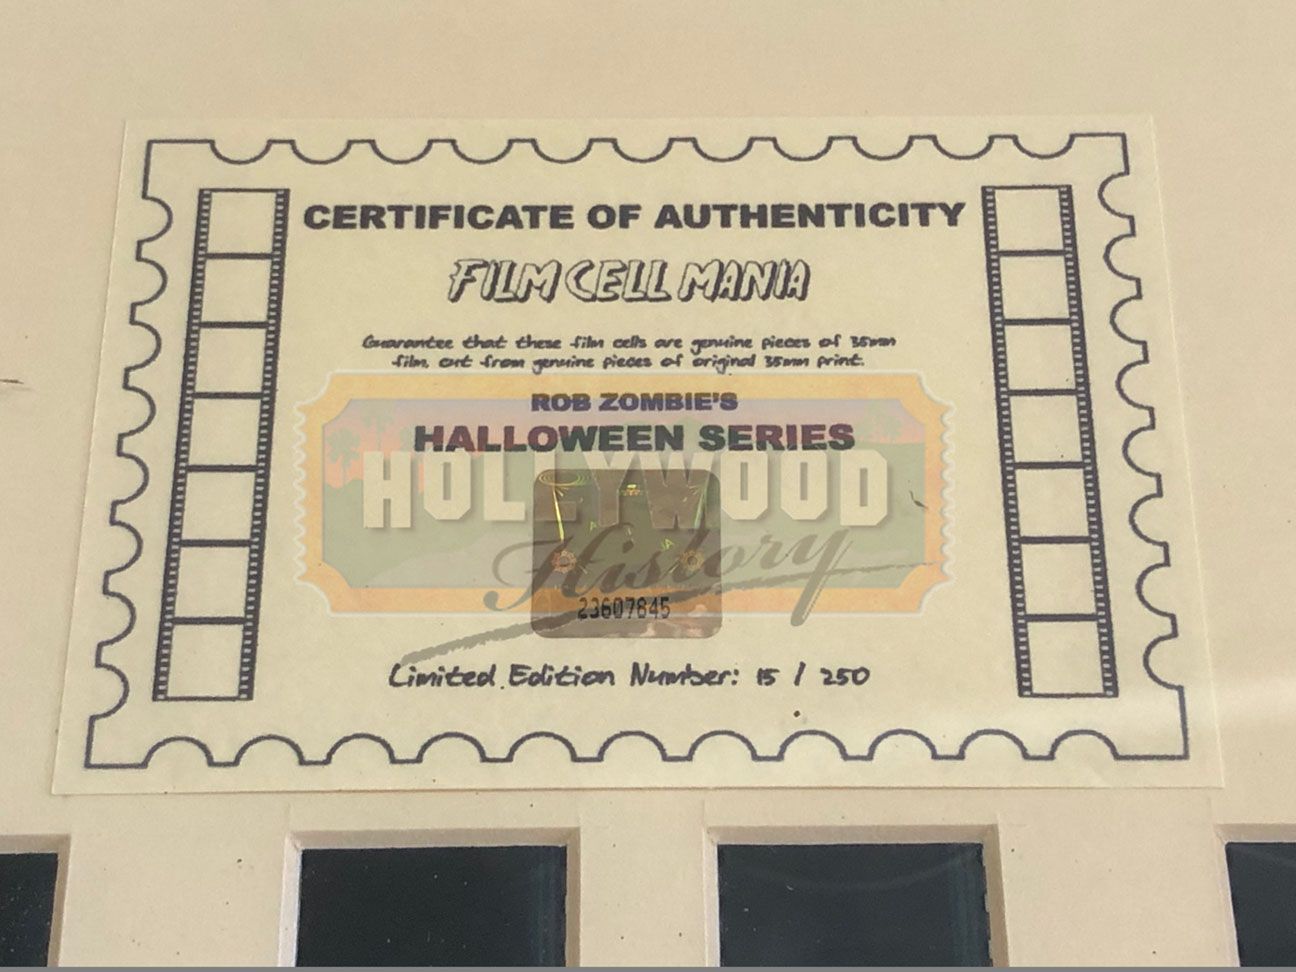 CERTIFICATE OF AUTHENTICITY
FILM CELL MANIA
Guarantee that these film cells are genuine pieces of 35mm
film, cut from genuine pieces of original 35mm print.
ROB ZOMBIE'S
HALLOWEEN SERIES
HOLLYWOOD
History
23607845
Limited Edition Number: 15 / 250